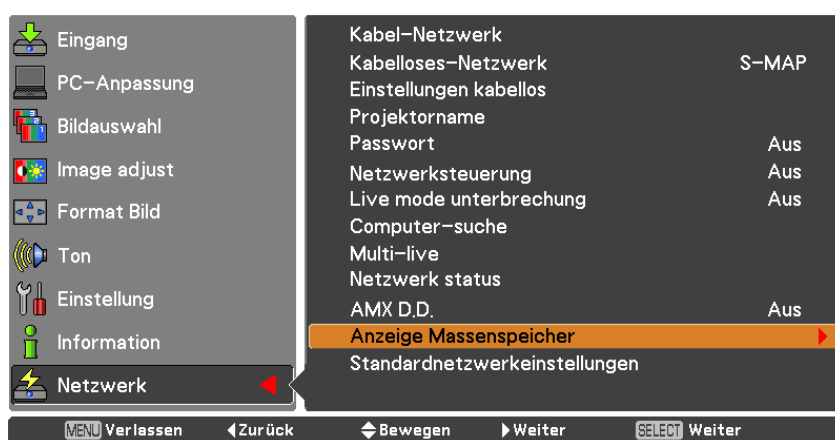 Eingang
PC-Anpassung
Bildauswahl
Image adjust
Format Bild
Ton
Einstellung
Information
Netzwerk
Kabel-Netzwerk
Kabelloses-Netzwerk S-MAP
Einstellungen kabellos
Projektorname
Passwort Aus
Netzwerksteuerung Aus
Live mode unterbrechung Aus
Computer-suche
Multi-live
Netzwerk status
AMX D.D. Aus
Anzeige Massenspeicher
Standardnetzwerkeinstellungen
MENU Verlassen Zurück Bewegen Weiter SELECT Weiter